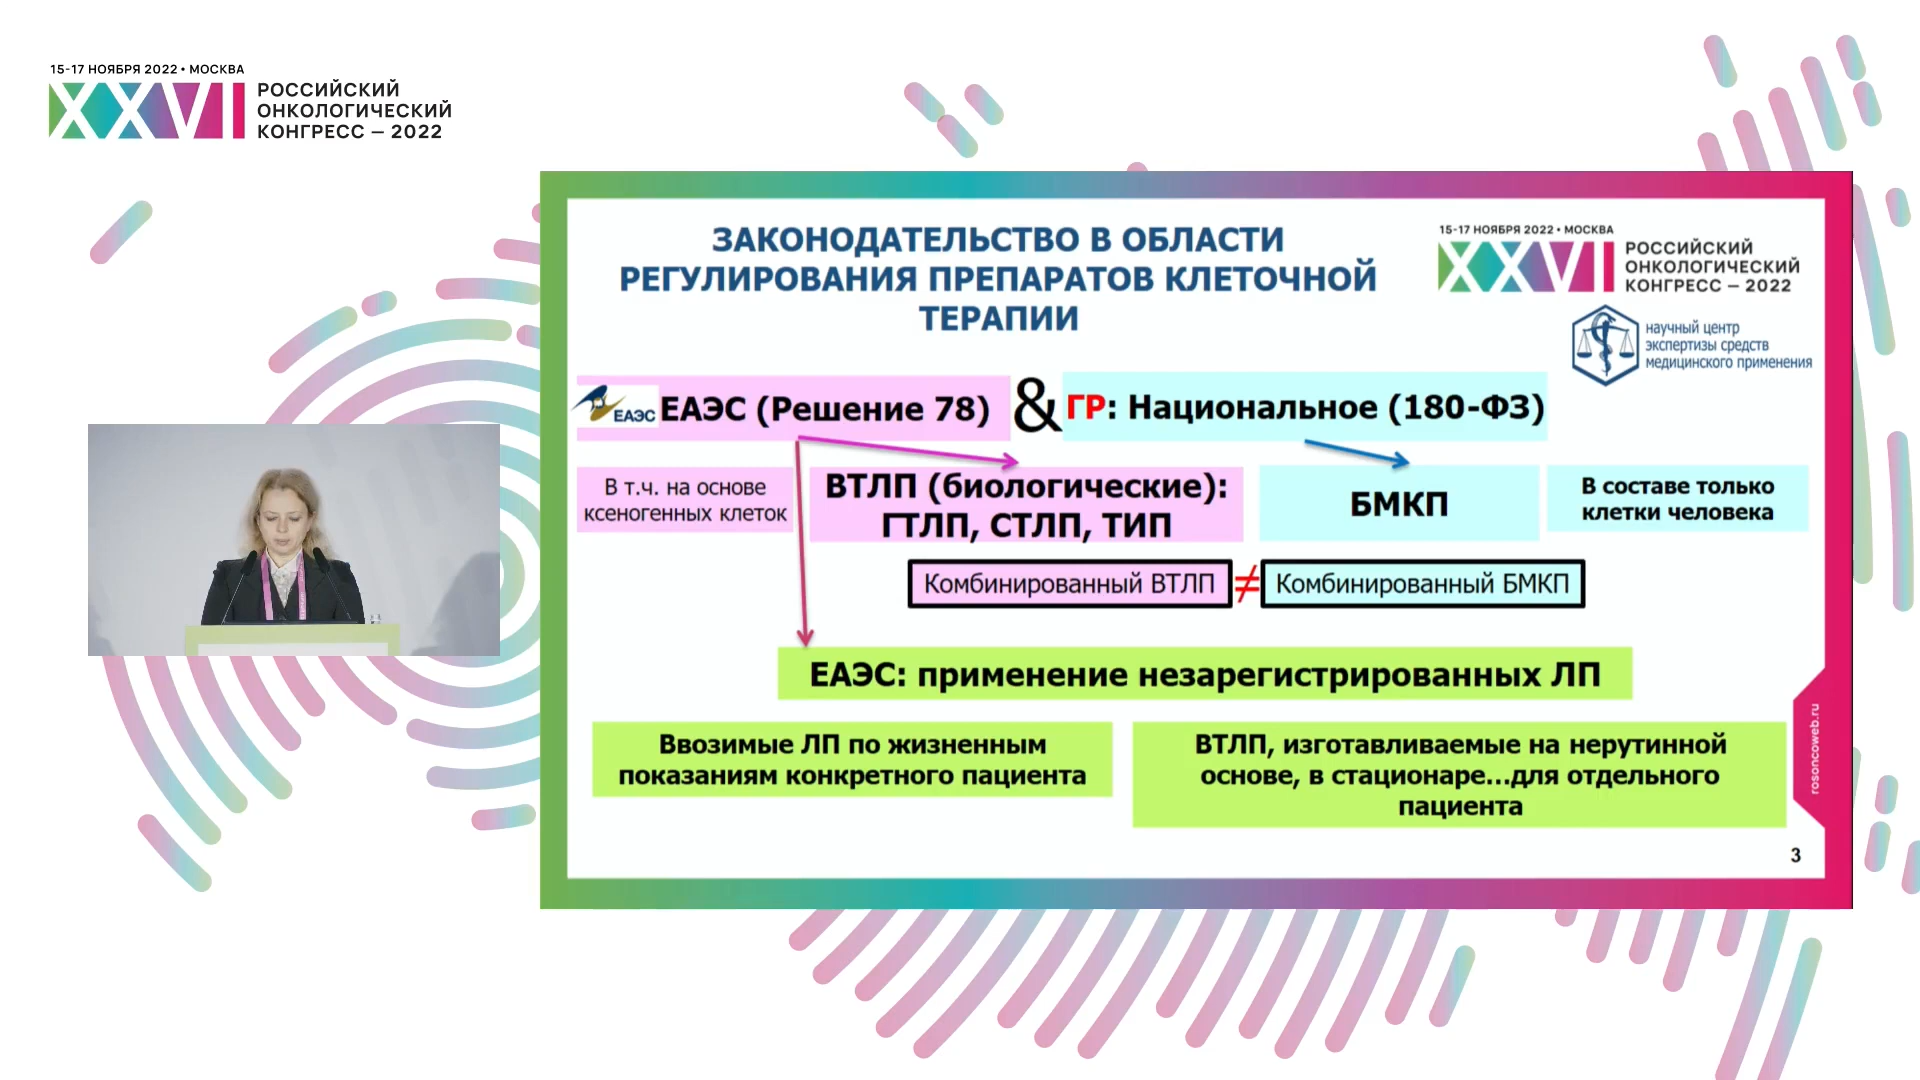 15-17 НОЯБРЯ 2022 • МОСКВА
XXVI
РОССИЙСКИЙ
ОНКОЛОГИЧЕСКИЙ
КОНГРЕСС – 2022
ЗАКОНОДАТЕЛЬСТВО В ОБЛАСТИ
РЕГУЛИРОВАНИЯ ПРЕПАРАТОВ КЛЕТОЧНОЙ
ТЕРАПИИ
15-17 НОЯБРЯ 2022 • МОСКВА
XXVI
РОССИЙСКИЙ
ОНКОЛОГИЧЕСКИЙ
КОНГРЕСС – 2022
научный центр
экспертизы средств
медицинского применения
ЕАЭС
ЕАЭС (Решение 78)
&
ГР: Национальное (180-ФЗ)
В т.ч. на основе
ксеногенных клеток
ВТЛП (биологические):
ГТЛП, СТЛП, ТИП
БМКП
В составе только
клетки человека
Комбинированный ВТЛП
≠
Комбинированный БМКП
ЕАЭС: применение незарегистрированных ЛП
Ввозимые ЛП по жизненным
показаниям конкретного пациента
ВТЛП, изготавливаемые на нерутинной
основе, в стационаре...для отдельного
пациента
rosoncoweb.ru
3